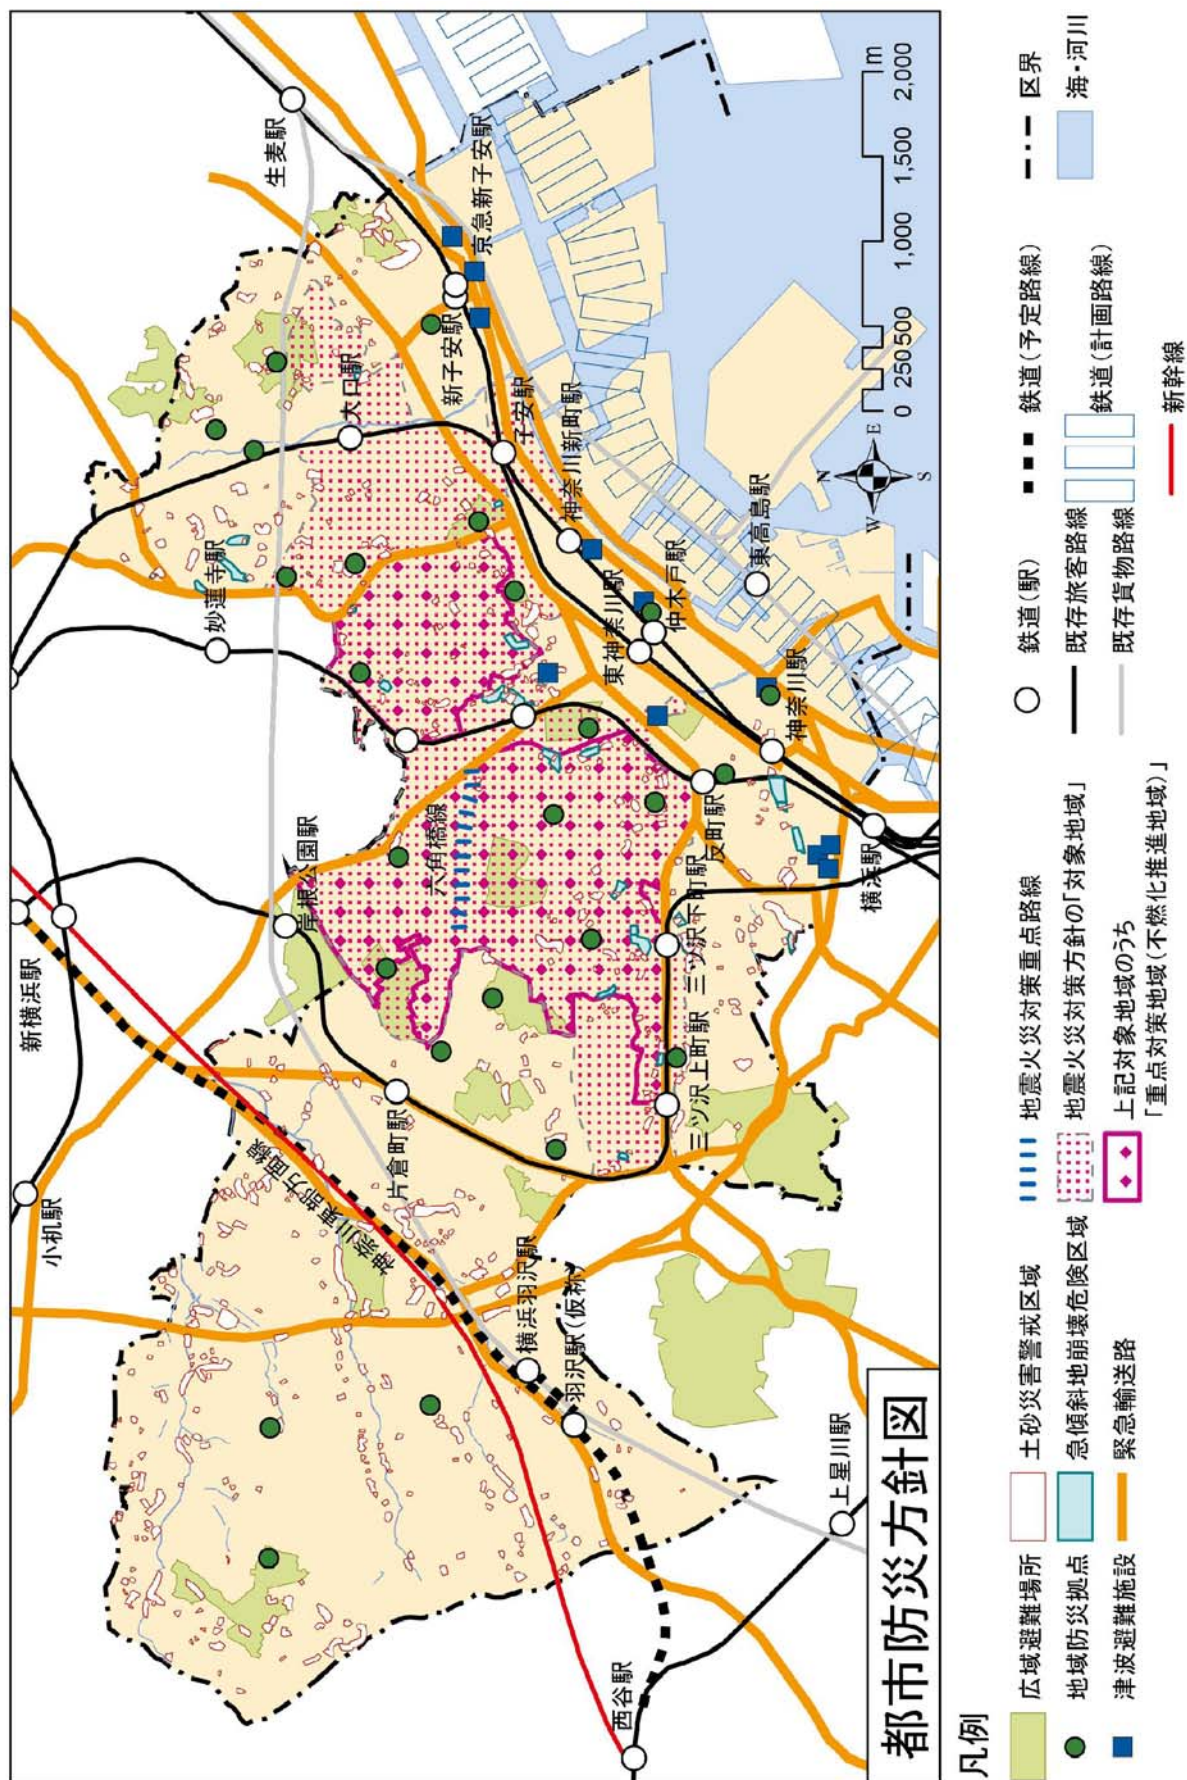 都市防災方針図
西谷駅
上星川駅
羽沢駅(仮称)
横浜羽沢駅
神奈川東部方面線
小机駅
新横浜駅
片倉町駅
岸根公園駅
六角橋線
三ツ沢上町駅
三ツ沢下町駅
反町駅
横浜駅
神奈川駅
東神奈川駅
仲木戸駅
東高島駅
神奈川新町駅
妙蓮寺駅
大口駅
子安駅
新子安駅
京急新子安駅
生麦駅
N
W
E
S
0 250 500 1,000 1,500 2,000
m
凡例
広域避難場所
地域防災拠点
津波避難施設
土砂災害警戒区域
急傾斜地崩壊危険区域
緊急輸送路
地震火災対策重点路線
地震火災対策方針の「対象地域」
上記対象地域のうち
「重点対策地域(不燃化推進地域)」
鉄道(駅)
既存旅客路線
既存貨物路線
鉄道(予定路線)
鉄道(計画路線)
新幹線
区界
海・河川